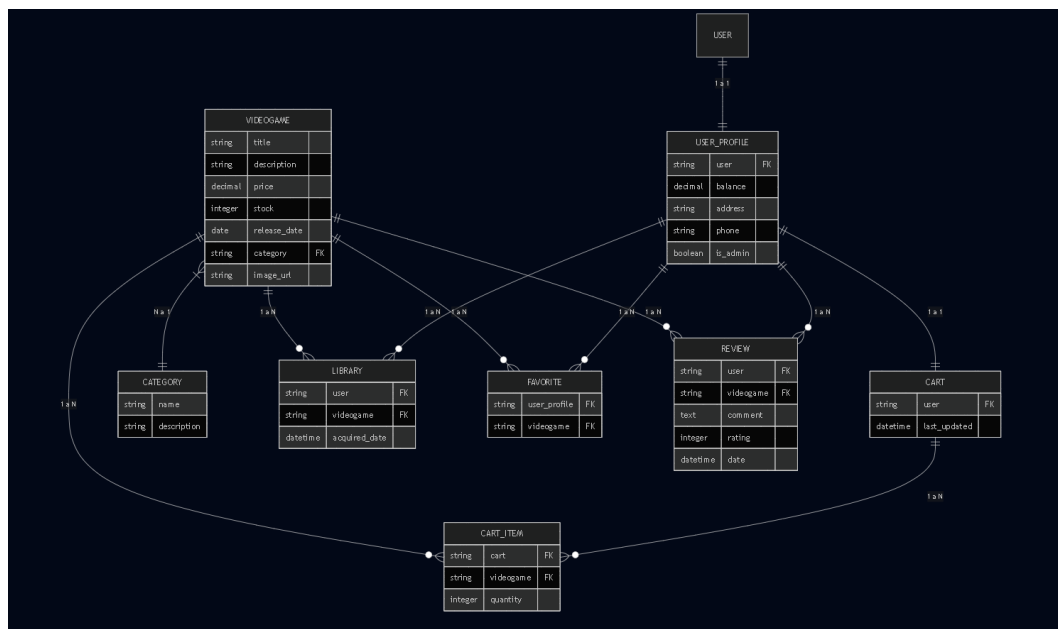 USER
1 a 1
VIDEOGAME
string title
string description
decimal price
integer stock
date release_date
string category FK
string image_url
USER_PROFILE
string user FK
decimal balance
string address
string phone
boolean is_admin
N a 1
1 a N
1 a N
1 a N
1 a N
1 a N
1 a N
1 a 1
CATEGORY
string name
string description
LIBRARY
string user FK
string videogame FK
datetime acquired_date
FAVORITE
string user_profile FK
string videogame FK
REVIEW
string user FK
string videogame FK
text comment
integer rating
datetime date
CART
string user FK
datetime last_updated
1 a N
1 a N
CART_ITEM
string cart FK
string videogame FK
integer quantity